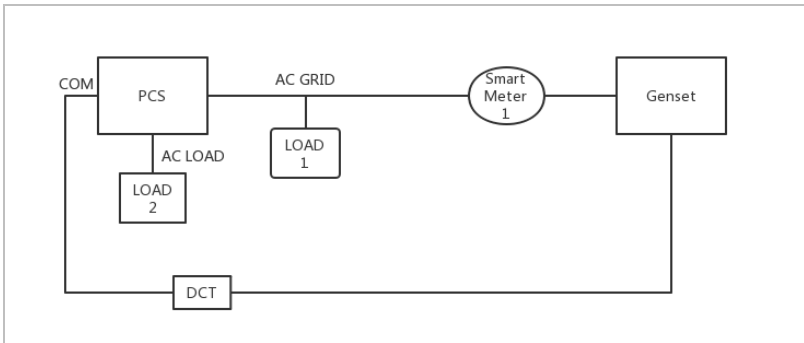 COM
PCS
AC GRID
Smart
Meter
1
Genset
LOAD
1
AC LOAD
LOAD
2
DCT